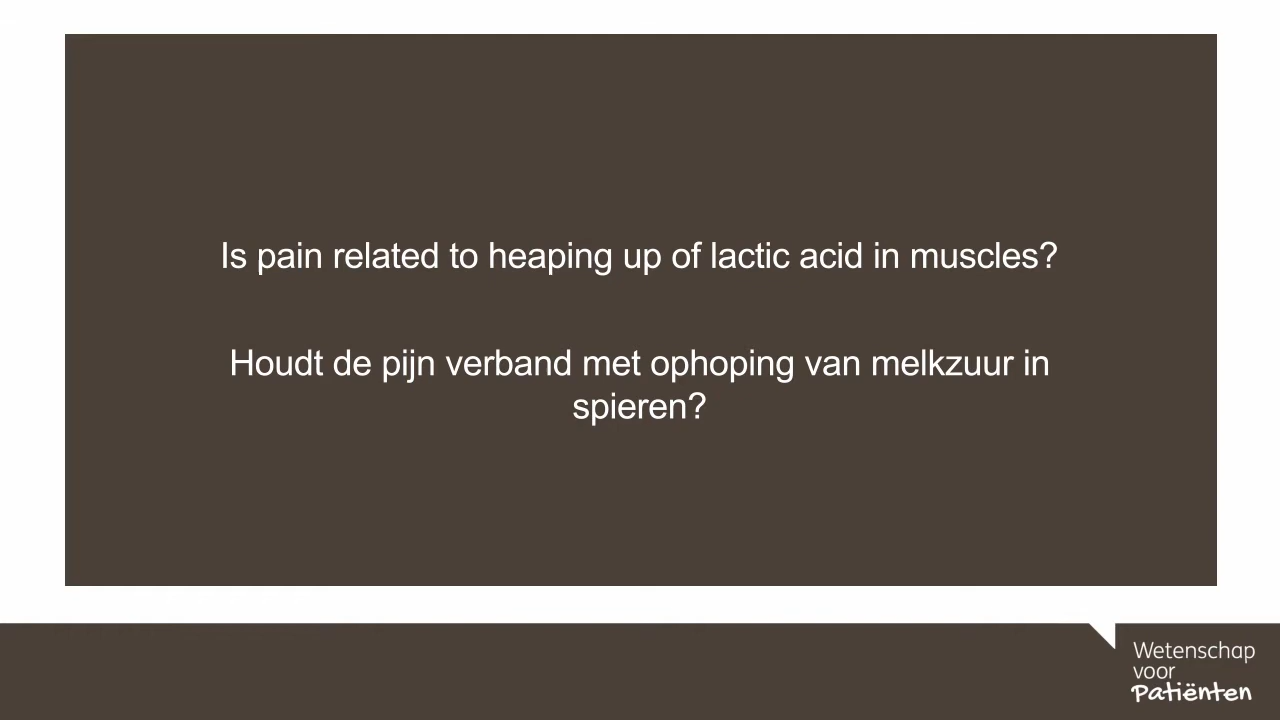 Is pain related to heaping up of lactic acid in muscles?
Houdt de pijn verband met ophoping van melkzuur in
spieren?
Wetenschap
voor
Patiënten